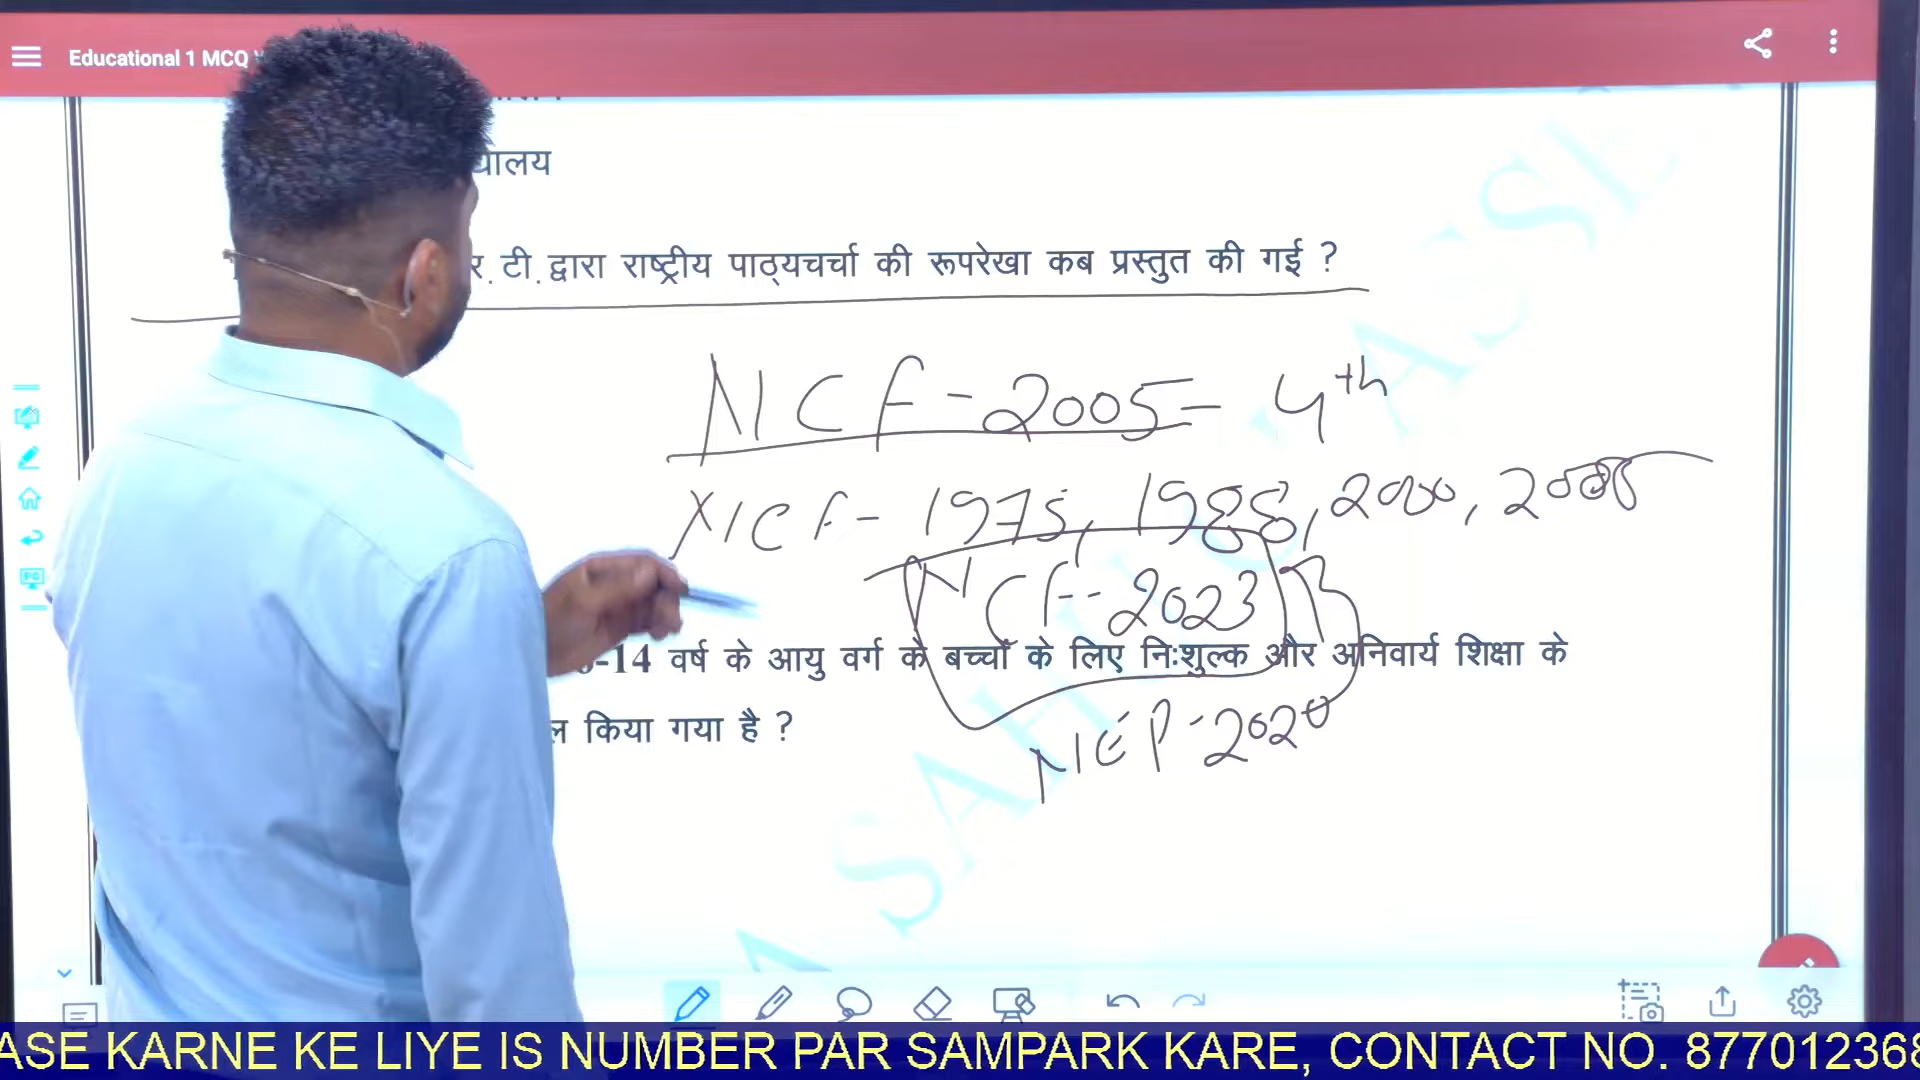 Educational 1 MCQ
द्यालय
र.टी.द्वारा राष्ट्रीय पाठ्यचर्चा की रूपरेखा कब प्रस्तुत की गई ?
NCF-2005= 4th
NCF- 1975, 1988, 2000, 2005
NCF-2023
-14 वर्ष के आयु वर्ग के बच्चों के लिए निःशुल्क और अनिवार्य शिक्षा के
NEP-2020
ल किया गया है ?
SAHU
ASE KARNE KE LIYE IS NUMBER PAR SAMPARK KARE, CONTACT NO. 877012368